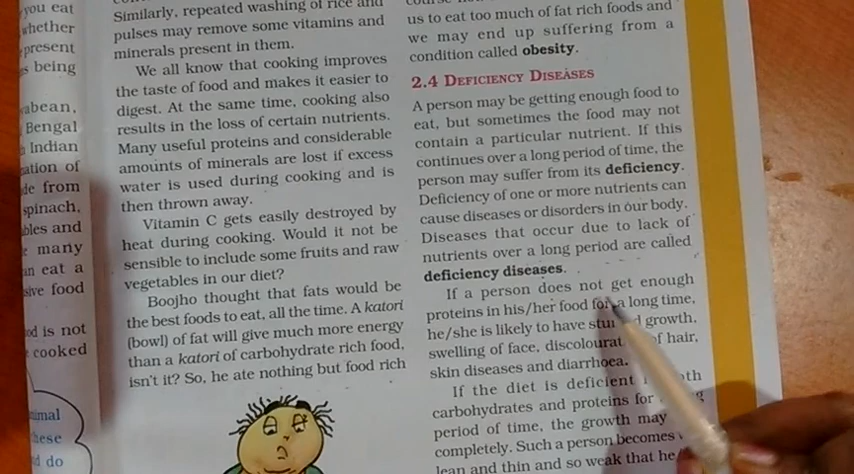 you eat
whether
present
being
abean,
Bengal
Indian
ation of
de from
spinach,
bles and
many
an eat a
sive food
od is not
cooked
nimal
hese
d do
Similarly, repeated washing of rice and
pulses may remove some vitamins and
minerals present in them.
We all know that cooking improves
the taste of food and makes it easier to
digest. At the same time, cooking also
results in the loss of certain nutrients.
Many useful proteins and considerable
amounts of minerals are lost if excess
water is used during cooking and is
then thrown away.
Vitamin C gets easily destroyed by
heat during cooking. Would it not be
sensible to include some fruits and raw
vegetables in our diet?
Boojho thought that fats would be
the best foods to eat, all the time. A katori
(bowl) of fat will give much more energy
than a katori of carbohydrate rich food,
isn't it? So, he ate nothing but food rich
us to eat too much of fat rich foods and
we may end up suffering from a
condition called obesity.
2.4 DEFICIENCY DISEASES
A person may be getting enough food to
eat, but sometimes the food may not
contain a particular nutrient. If this
continues over a long period of time, the
person may suffer from its deficiency.
Deficiency of one or more nutrients can
cause diseases or disorders in our body.
Diseases that occur due to lack of
nutrients over a long period are called
deficiency diseases.
If a person does not get enough
proteins in his/her food for a long time,
he/she is likely to have growth,
swelling of face, of hair,
skin diseases and diarrhoea.
If the diet is deficient
carbohydrates and proteins for
period of time, the growth may
completely. Such a person becomes
lean and thin and so weak that he